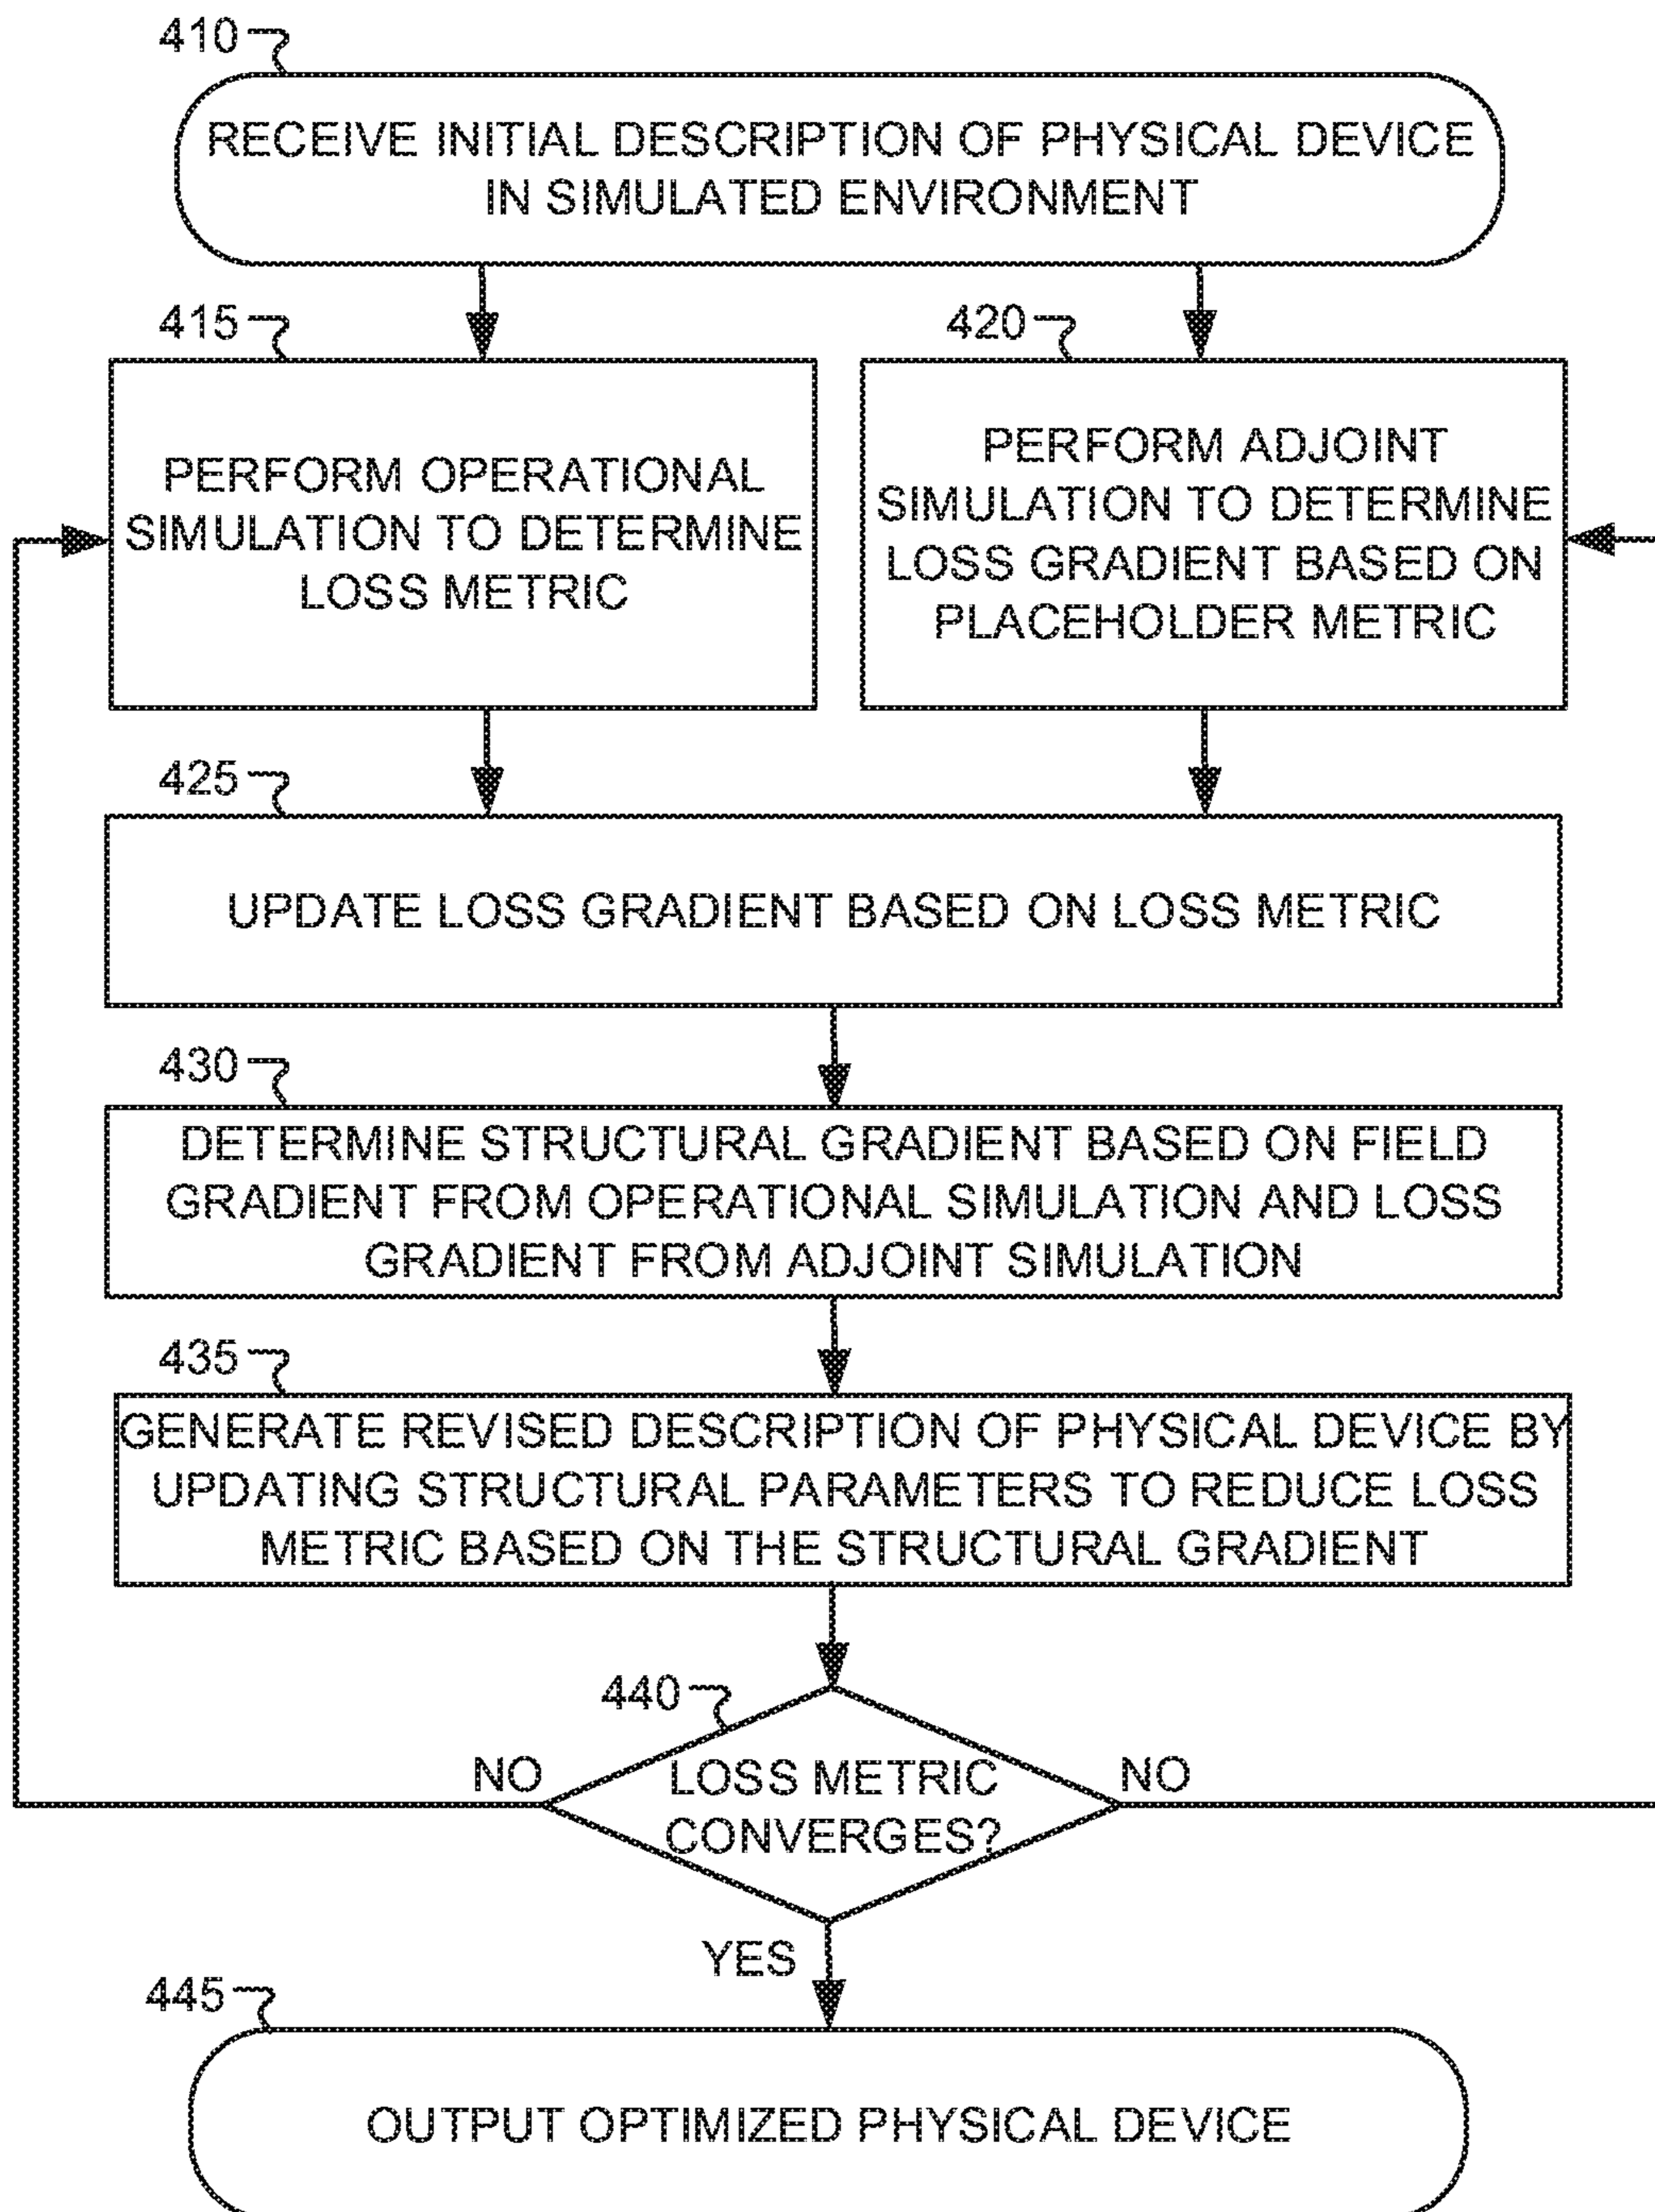 410
RECEIVE INITIAL DESCRIPTION OF PHYSICAL DEVICE
IN SIMULATED ENVIRONMENT
415
PERFORM OPERATIONAL
SIMULATION TO DETERMINE
LOSS METRIC
420
PERFORM ADJOINT
SIMULATION TO DETERMINE
LOSS GRADIENT BASED ON
PLACEHOLDER METRIC
425
UPDATE LOSS GRADIENT BASED ON LOSS METRIC
430
DETERMINE STRUCTURAL GRADIENT BASED ON FIELD
GRADIENT FROM OPERATIONAL SIMULATION AND LOSS
GRADIENT FROM ADJOINT SIMULATION
435
GENERATE REVISED DESCRIPTION OF PHYSICAL DEVICE BY
UPDATING STRUCTURAL PARAMETERS TO REDUCE LOSS
METRIC BASED ON THE STRUCTURAL GRADIENT
440
NO
LOSS METRIC
CONVERGES?
NO
YES
445
OUTPUT OPTIMIZED PHYSICAL DEVICE